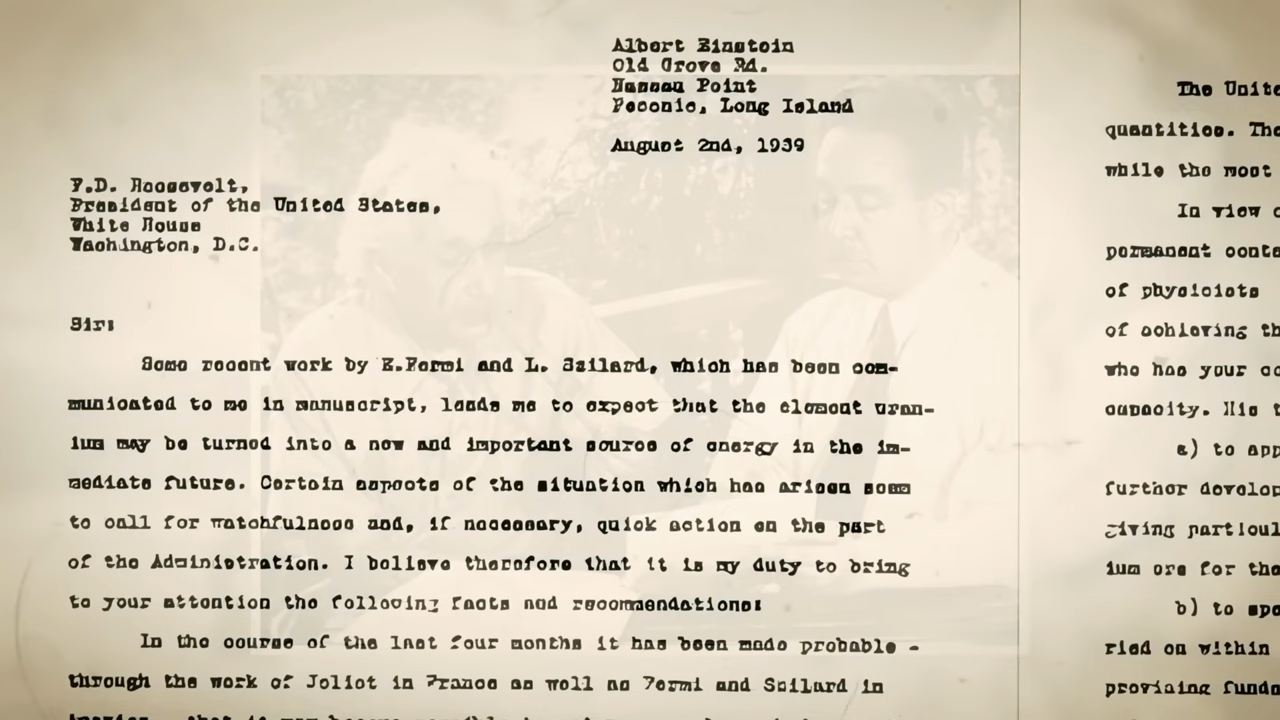 Albert Einstein
Old Grove Rd.
Nassau Point
Peconic, Long Island
August 2nd, 1939
F.D. Roosevelt,
President of the United States,
White House
Washington, D.C.
Sir:
Some recent work by E.Fermi and L. Szilard, which has been com-
municated to me in manuscript, leads me to expect that the element uran-
ium may be turned into a new and important source of energy in the im-
mediate future. Certain aspects of the situation which has arisen seem
to call for watchfulness and, if necessary, quick action on the part
of the Administration. I believe therefore that it is my duty to bring
to your attention the following facts and recommendations:
In the course of the last four months it has been made probable -
through the work of Joliot in France as well as Fermi and Szilard in
The Unite
quantities. The
while the most
In view o
permanent conta
of physicists
of achieving th
who has your co
capacity. His t
a) to app
further develop
giving particul
ium ore for the
b) to spe
ried on within
providing funds